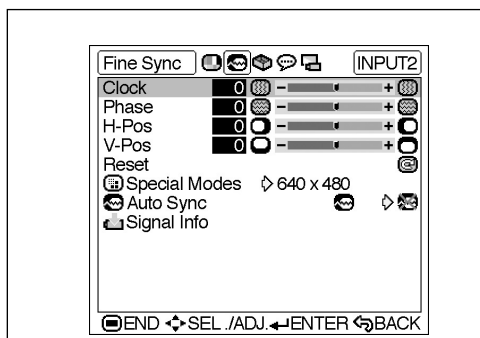 Fine Sync INPUT2
Clock 0 - +
Phase 0 - +
H-Pos 0 - +
V-Pos 0 - +
Reset
Special Modes 640 x 480
Auto Sync
Signal Info
END SEL ./ADJ. ENTER BACK